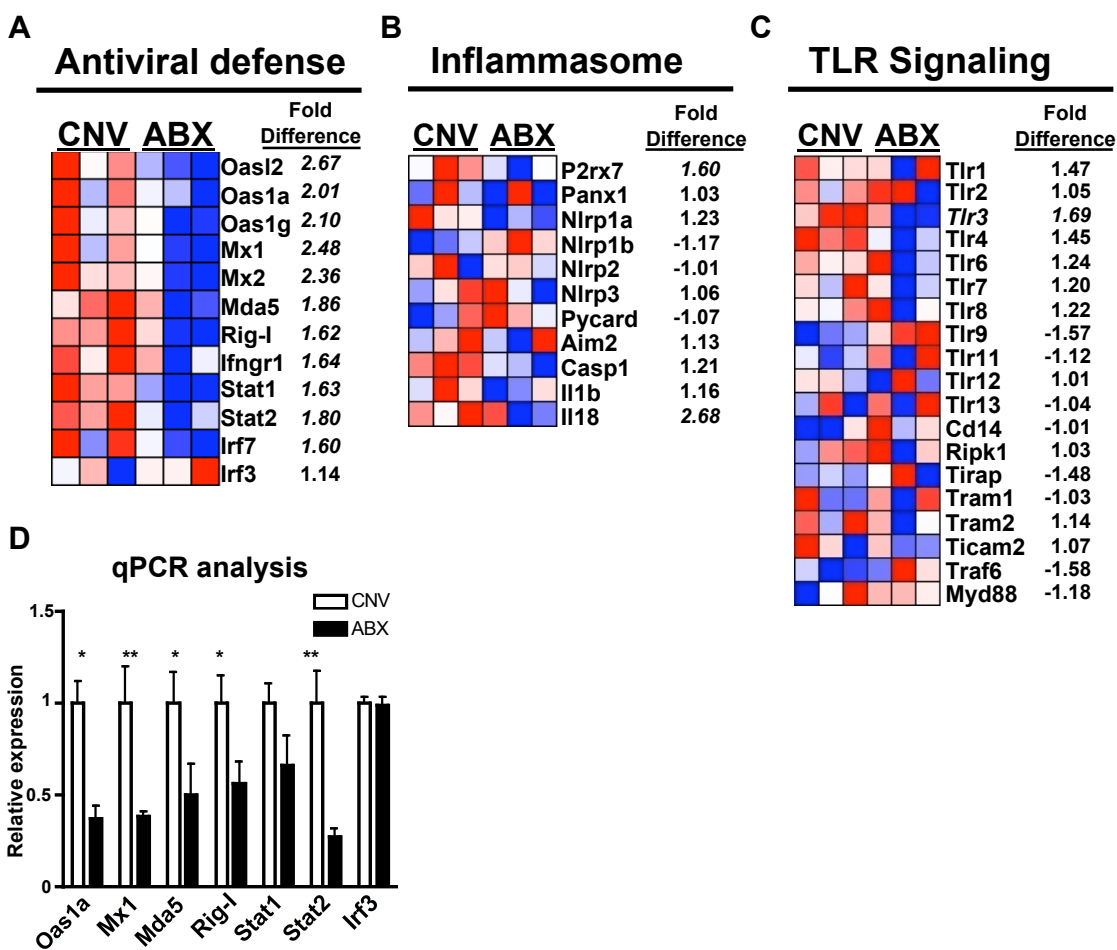 A
Antiviral defense
Fold
Difference
CNV ABX
Oasl2 2.67
Oas1a 2.01
Oas1g 2.10
Mx1 2.48
Mx2 2.36
Mda5 1.86
Rig-I 1.62
Ifngr1 1.64
Stat1 1.63
Stat2 1.80
Irf7 1.60
Irf3 1.14
B
Inflammasome
Fold
Difference
CNV ABX
P2rx7 1.60
Panx1 1.03
Nlrp1a 1.23
Nlrp1b -1.17
Nlrp2 -1.01
Nlrp3 1.06
Pycard -1.07
Aim2 1.13
Casp1 1.21
Il1b 1.16
Il18 2.68
C
TLR Signaling
Fold
Difference
CNV ABX
Tlr1 1.47
Tlr2 1.05
Tlr3 1.69
Tlr4 1.45
Tlr6 1.24
Tlr7 1.20
Tlr8 1.22
Tlr9 -1.57
Tlr11 -1.12
Tlr12 1.01
Tlr13 -1.04
Cd14 -1.01
Ripk1 1.03
Tirap -1.48
Tram1 -1.03
Tram2 1.14
Ticam2 1.07
Traf6 -1.58
Myd88 -1.18
D
qPCR analysis
CNV
ABX
Relative expression
1.5
1
0.5
0
* ** * * **
Oas1a Mx1 Mda5 Rig-I Stat1 Stat2 Irf3